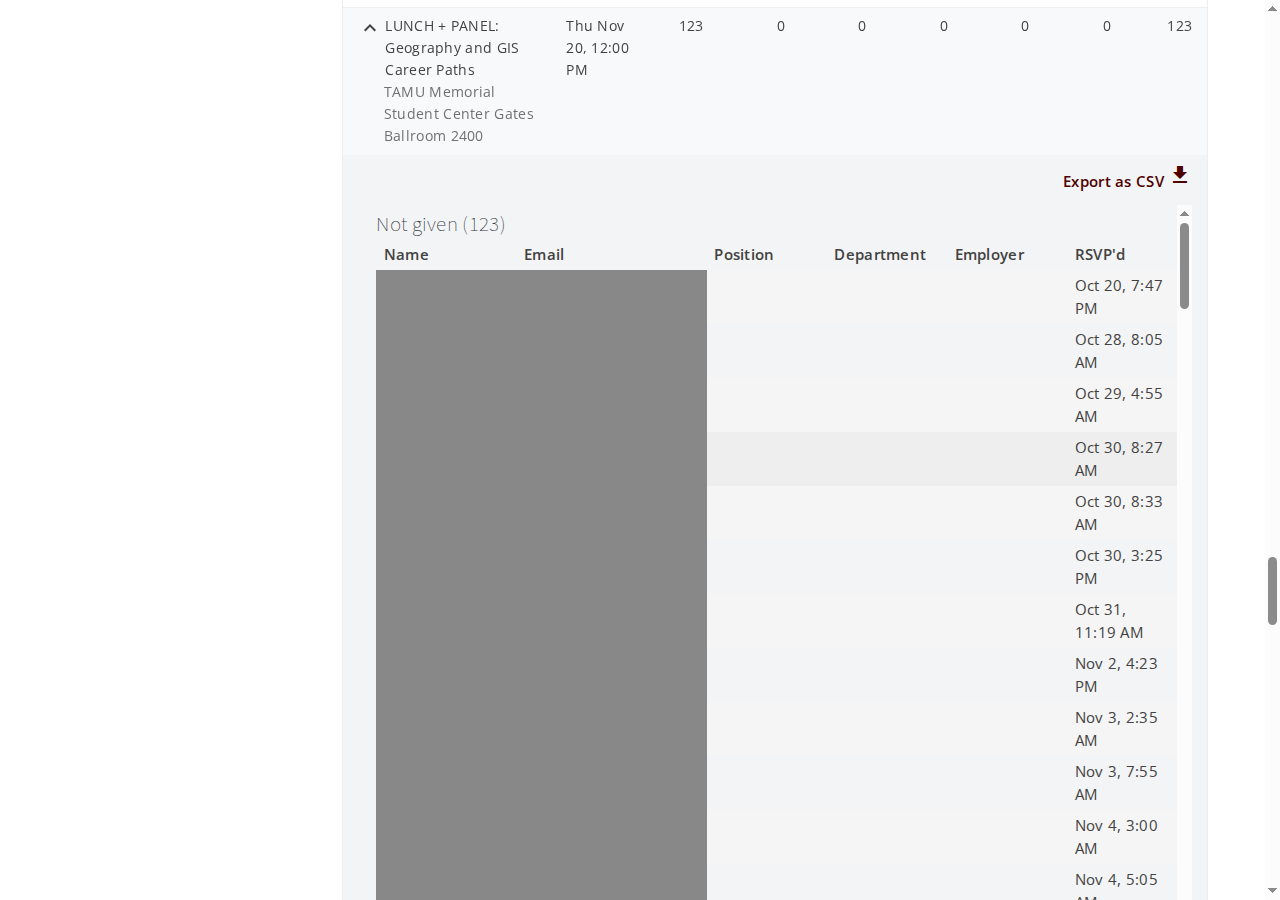 LUNCH + PANEL: Thu Nov 123 0 0 0 0 0 123
Geography and GIS 20, 12:00
Career Paths PM
TAMU Memorial
Student Center Gates
Ballroom 2400
Export as CSV
Not given (123)
Name Email Position Department Employer RSVP'd
Oct 20, 7:47
PM
Oct 28, 8:05
AM
Oct 29, 4:55
AM
Oct 30, 8:27
AM
Oct 30, 8:33
AM
Oct 30, 3:25
PM
Oct 31,
11:19 AM
Nov 2, 4:23
PM
Nov 3, 2:35
AM
Nov 3, 7:55
AM
Nov 4, 3:00
AM
Nov 4, 5:05